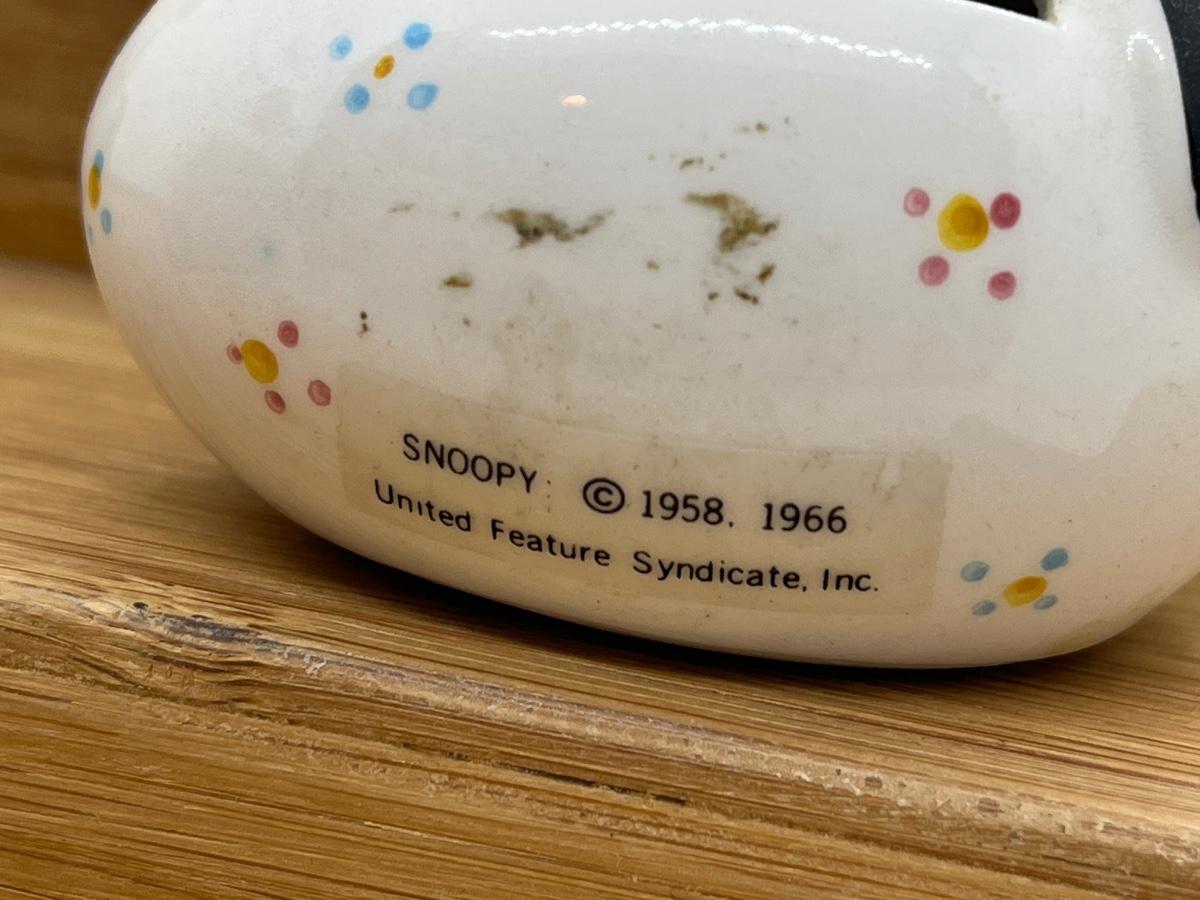 SNOOPY: © 1958. 1966
United Feature Syndicate, Inc.